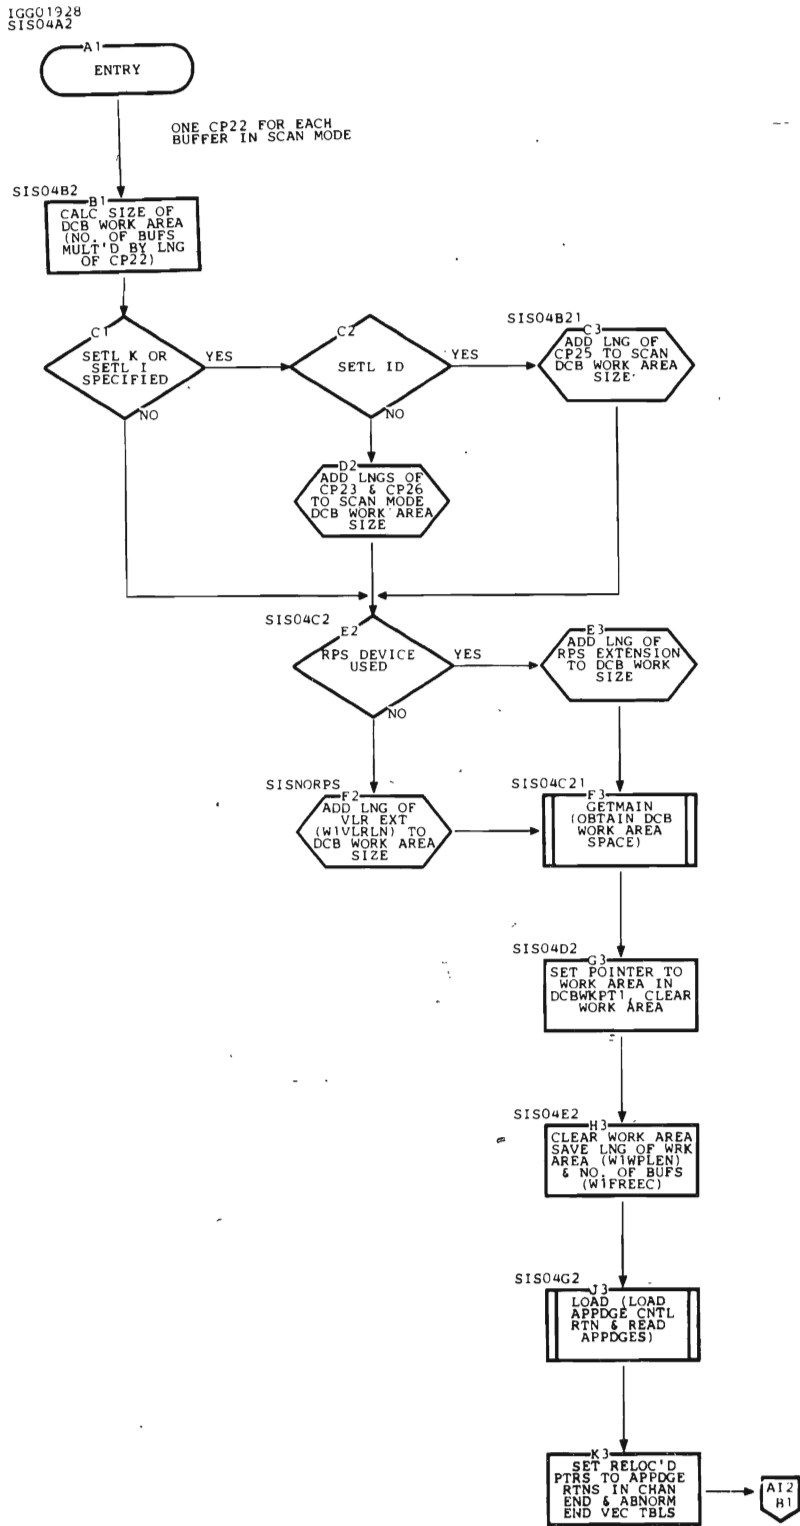 IGG01928
SIS04A2
A1
ENTRY
ONE CP22 FOR EACH
BUFFER IN SCAN MODE
SIS04B2
B1
CALC SIZE OF
DCB WORK AREA
(NO. OF BUFS
MULT'D BY LNG
OF CP22)
C1
SETL K OR
SETL I
SPECIFIED
YES
NO
C2
SETL ID
YES
NO
SIS04B21
C3
ADD LNG OF
CP25 TO SCAN
DCB WORK AREA
SIZE
D2
ADD LNGS OF
CP23 & CP26
TO SCAN MODE
DCB WORK AREA
SIZE
SIS04C2
E2
RPS DEVICE
USED
YES
NO
E3
ADD LNG OF
RPS EXTENSION
TO DCB WORK
SIZE
SISNORPS
F2
ADD LNG OF
VLR EXT
(W1VLRLN) TO
DCB WORK AREA
SIZE
SIS04C21
F3
GETMAIN
(OBTAIN DCB
WORK AREA
SPACE)
SIS04D2
G3
SET POINTER TO
WORK AREA IN
DCBWKPT1, CLEAR
WORK AREA
SIS04E2
H3
CLEAR WORK AREA
SAVE LNG OF WRK
AREA (W1WPLEN)
& NO. OF BUFS
(W1FREEC)
SIS04G2
J3
LOAD (LOAD
APPDGE CNTL
RTN & READ
APPDGES)
K3
SET RELOC'D
PTRS TO APPDGE
RTNS IN CHAN
END & ABNORM
END VEC TBLS
AI2
B1